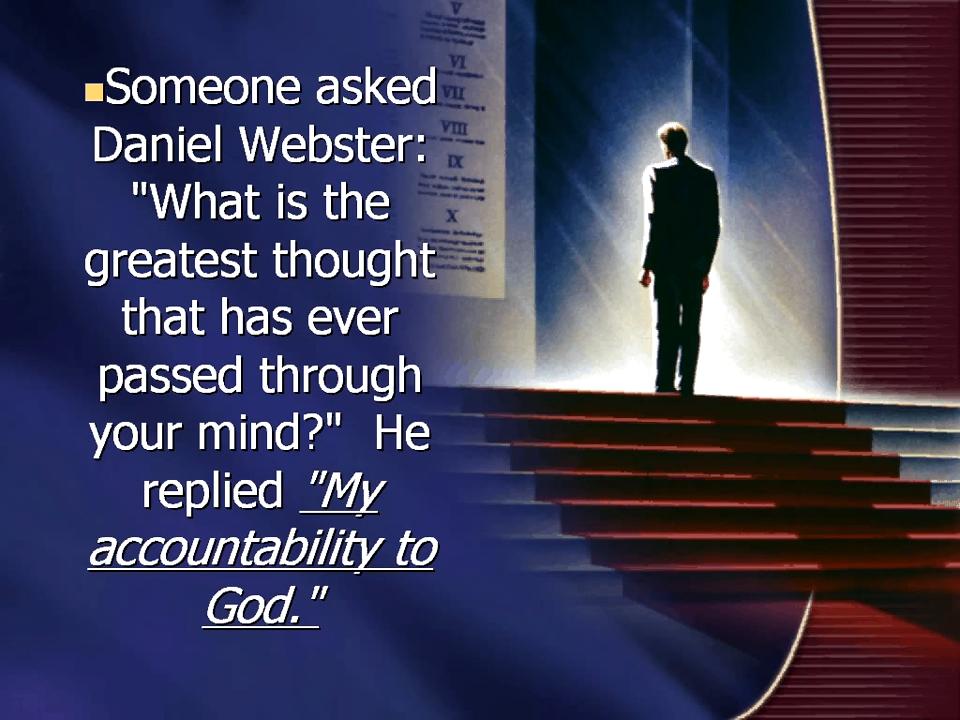 V
VI
VII
VIII
IX
X
Someone asked
Daniel Webster:
"What is the
greatest thought
that has ever
passed through
your mind?"  He
replied "My
accountability to
God."